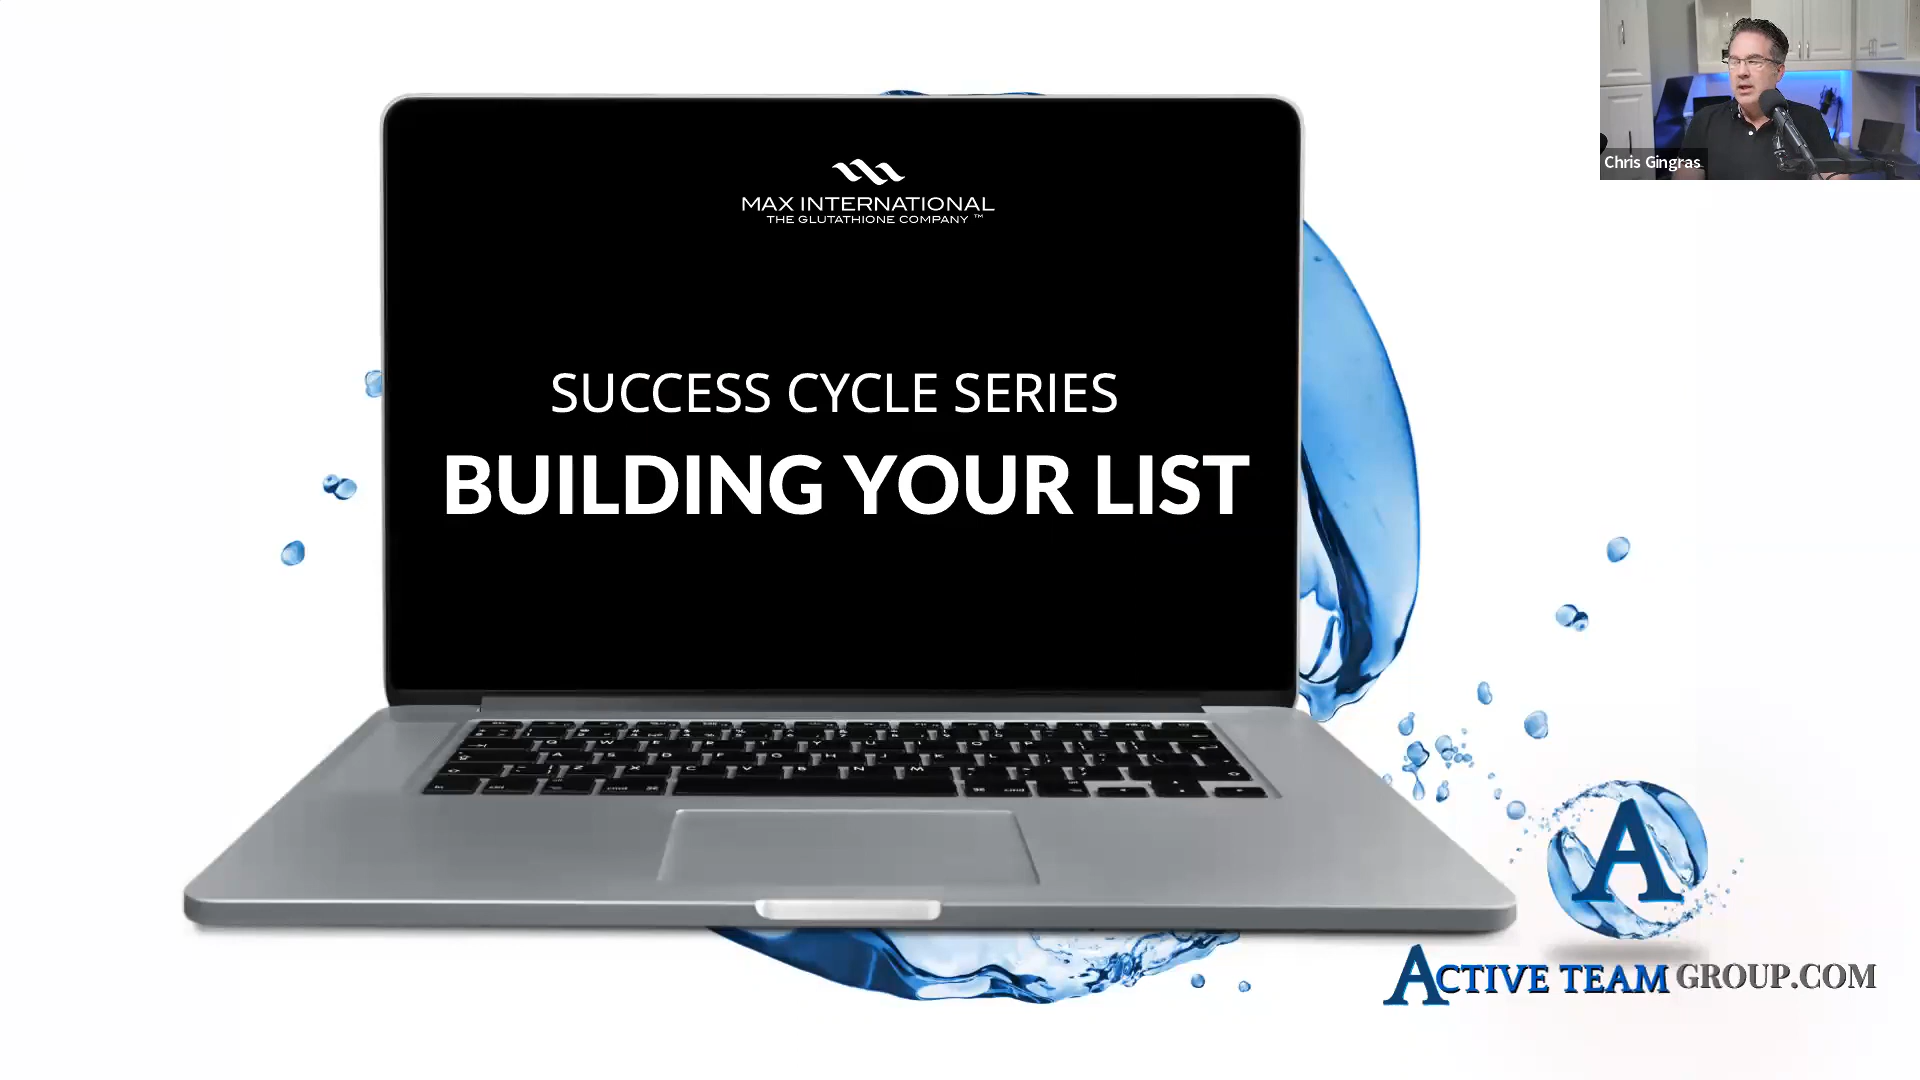 Chris Gingras
MAX INTERNATIONAL
THE GLUTATHIONE COMPANY ™
SUCCESS CYCLE SERIES
BUILDING YOUR LIST
A
ACTIVE TEAM GROUP.COM